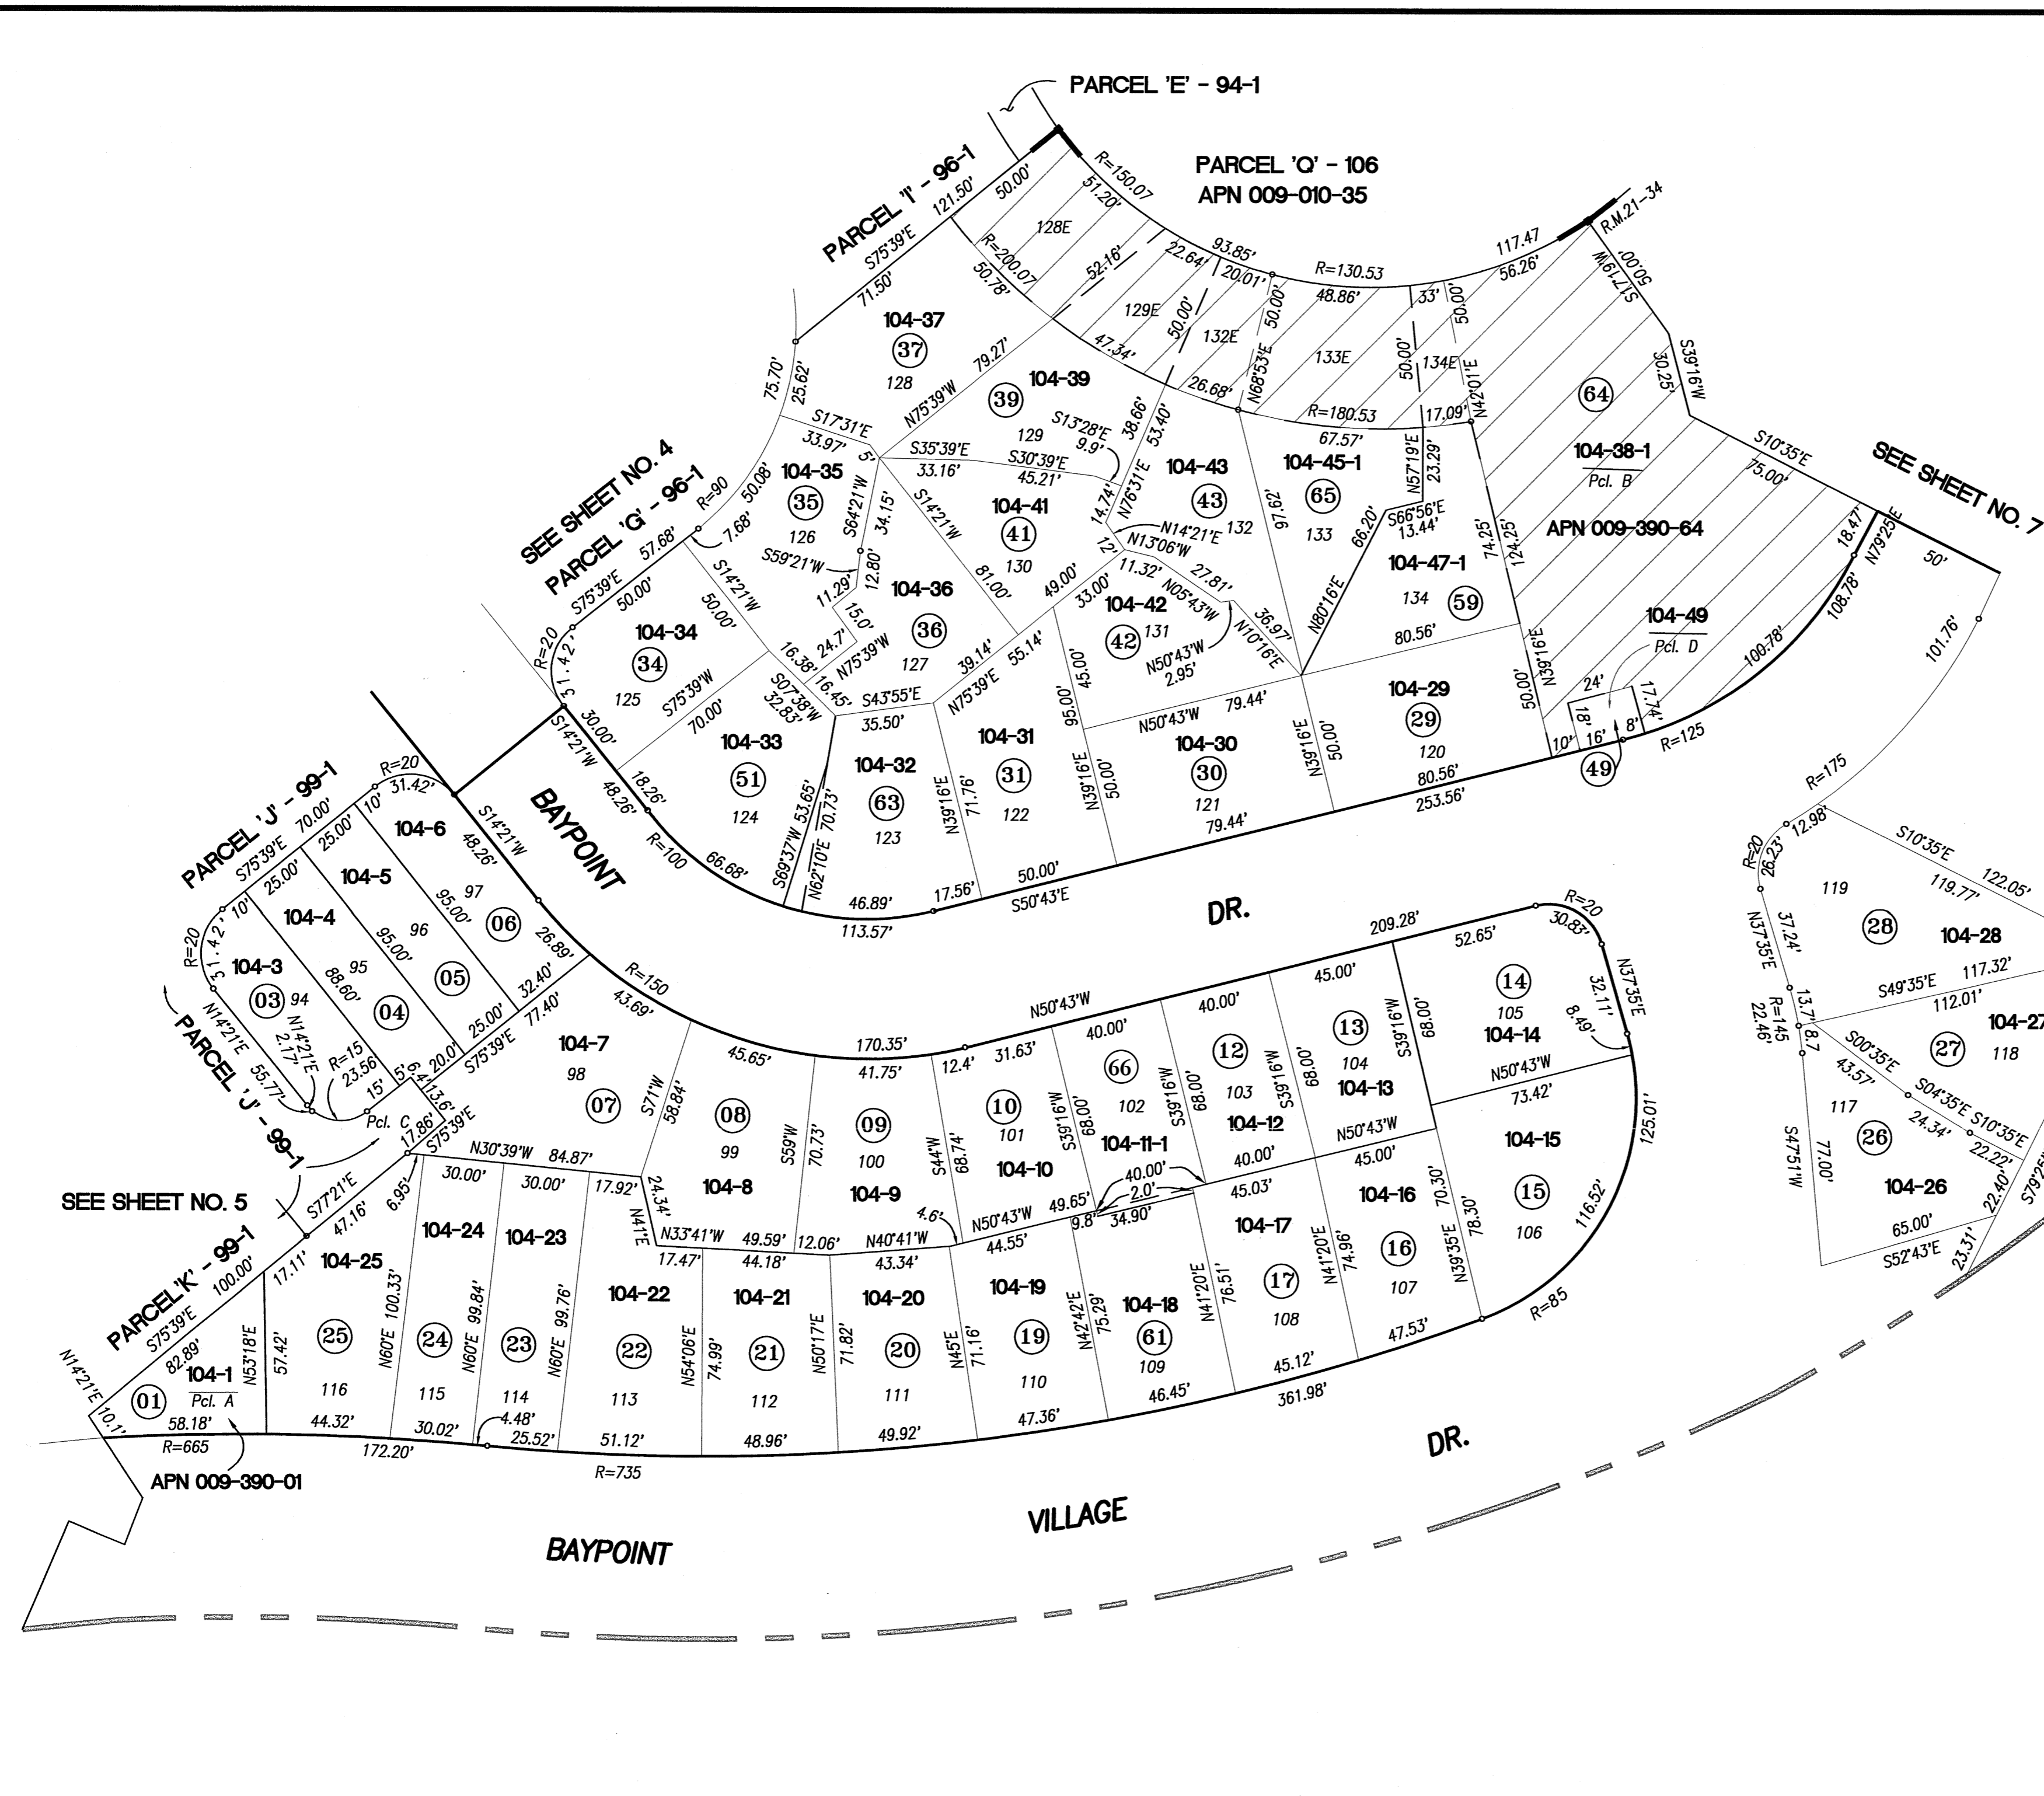 PARCEL 'E' - 94-1
PARCEL 'Q' - 106
APN 009-010-35
PARCEL 'I' - 96-1
S75°39'E
121.50'
50.00'
71.50'
R=150.07
51.20'
128E
R=200.07
50.78'
52.16'
93.85'
22.64'
20.01'
129E
50.00'
132E
50.00'
R=130.53
48.86'
133E
33'
50.00'
50.00'
134E
117.47
56.26'
R.M.21-34
S17°19'W
50.00'
S39°16'W
30.25'
64
104-38-1
Pcl. B
S10°35'E
75.00'
APN 009-390-64
SEE SHEET NO. 7
18.47'
N79°25'E
50'
108.78'
100.78'
101.76'
R=125
R=175
104-37
37
128
75.70'
25.62'
79.27'
N75°39'W
47.34'
26.68'
N68°53'E
R=180.53
17.09'
N42°01'E
67.57'
104-39
39
129
S13°28'E
9.9'
38.66'
53.40'
N76°31'E
14.74'
S35°39'E
33.16'
S30°39'E
45.21'
S17°31'E
33.97'
5'
104-35
35
126
S64°21'W
34.15'
S59°21'W
12.80'
11.29'
15.0'
24.7'
N75°39'W
SEE SHEET NO. 4
PARCEL 'G' - 96-1
R=90
50.08'
7.68'
57.68'
S75°39'E
50.00'
R=20
31.42'
S14°21'W
50.00'
104-34
34
125
S75°39'W
70.00'
30.00'
S14°21'W
16.38'
16.45'
S07°38'W
32.83'
104-36
36
127
S14°21'W
81.00'
104-41
41
130
49.00'
33.00'
39.14'
55.14'
N75°39'E
S43°55'E
35.50'
104-43
43
132
N14°21'E
N13°06'W
12'
11.32'
27.81'
N05°43'W
36.97'
N10°16'E
N50°43'W
2.95'
97.62'
104-45-1
65
133
N57°19'E
23.29'
S66°56'E
13.44'
66.20'
N80°16'E
104-47-1
134
59
74.25'
124.25'
80.56'
N39°16'E
50.00'
104-42
42
131
45.00'
95.00'
N50°43'W
79.44'
104-49
Pcl. D
24'
17.74'
18'
10'
16'
8'
49
104-33
51
124
18.26'
48.26'
R=100
66.68'
S69°37'W 53.65'
N62°10'E 70.73'
104-32
63
123
46.89'
17.56'
113.57'
104-31
31
122
N39°16'E
71.76'
50.00'
S50°43'E
104-30
30
121
N39°16'E
50.00'
79.44'
104-29
29
120
N39°16'E
50.00'
80.56'
253.56'
BAYPOINT
DR.
PARCEL 'J' - 99-1
S75°39'E
70.00'
R=20
31.42'
10'
25.00'
25.00'
10'
R=20
31.42'
104-6
97
06
48.26'
S14°21'W
104-5
96
05
95.00'
104-4
95
04
95.00'
104-3
03
94
88.60'
N14°21'E
55.77'
N14°21'E
2.17'
R=15
23.56
15'
5'
6.4'
20.0'
25.00'
32.40'
77.40'
S75°39'E
26.89'
PARCEL 'J' - 99-1
Pcl. C
13.6'
17.86'
S75°39'E
R=150
43.69'
45.65'
170.35'
41.75'
12.4'
31.63'
N50°43'W
209.28'
40.00'
40.00'
45.00'
52.65'
R=20
30.83'
N37°35'E
32.11'
8.49'
104-7
98
07
S71°W
58.84'
N30°39'W 84.87'
08
99
104-8
S59°W
70.73'
09
100
104-9
S44°W
68.74'
10
101
104-10
S39°16'W
68.00'
66
102
104-11-1
S39°16'W
68.00'
12
103
104-12
S39°16'W
68.00'
13
104
104-13
S39°16'W
68.00'
14
105
104-14
N50°43'W
73.42'
125.01'
116.52'
104-15
15
106
R=85
SEE SHEET NO. 5
PARCEL 'K' - 99-1
S77°21'E
47.16'
6.95'
30.00'
30.00'
17.92'
24.34'
N41°E
N33°41'W 49.59'
17.47'
44.18'
12.06'
N40°41'W
43.34'
4.6'
N50°43'W
49.65'
44.55'
9.8'
34.90'
2.0'
40.00'
40.00'
45.03'
N50°43'W
45.00'
S75°39'E
100.00'
82.89'
17.11'
N14°21'E
10.1'
01
104-1
Pcl. A
N53°18'E
57.42'
58.18'
R=665
APN 009-390-01
104-25
25
116
44.32'
N60°E 100.33'
104-24
24
115
30.02'
172.20'
N60°E 99.84'
104-23
23
114
4.48'
25.52'
N60°E 99.76'
104-22
22
113
51.12'
R=735
N54°06'E
74.99'
104-21
21
112
48.96'
N50°17'E
71.82'
104-20
20
111
49.92'
N45°E
71.16'
104-19
19
110
47.36'
N42°42'E
75.29'
104-18
61
109
46.45'
N41°20'E
76.51'
104-17
17
108
45.12'
361.98'
N41°20'E
74.96'
104-16
16
107
47.53'
N39°35'E
70.30'
78.30'
12.98'
R=20
26.23'
119
28
104-28
S10°35'E
122.05'
119.77'
N37°35'E
37.24'
S49°35'E
117.32'
112.01'
R=145
22.46'
13.7'
8.7
104-27
27
118
S00°35'E
43.57'
S04°35'E
24.34'
S10°35'E
22.22'
117
26
104-26
S47°51'W
77.00'
65.00'
S52°43'E
22.40'
23.31'
BAYPOINT
VILLAGE
DR.